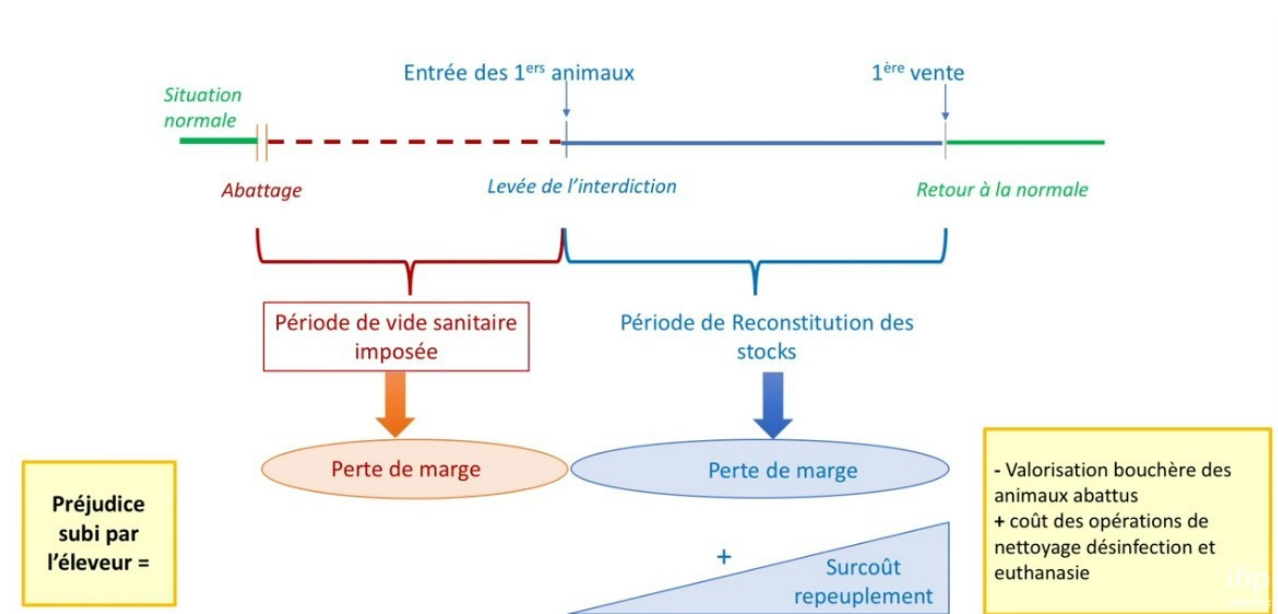 Entrée des 1ers animaux
1ère vente
Situation
normale
Abattage
Levée de l'interdiction
Retour à la normale
Période de vide sanitaire
imposée
Période de Reconstitution des
stocks
Perte de marge
Perte de marge
Préjudice
subi par
l'éleveur =
- Valorisation bouchère des
animaux abattus
+ coût des opérations de
nettoyage désinfection et
euthanasie
+
Surcoût
repeuplement
ifip